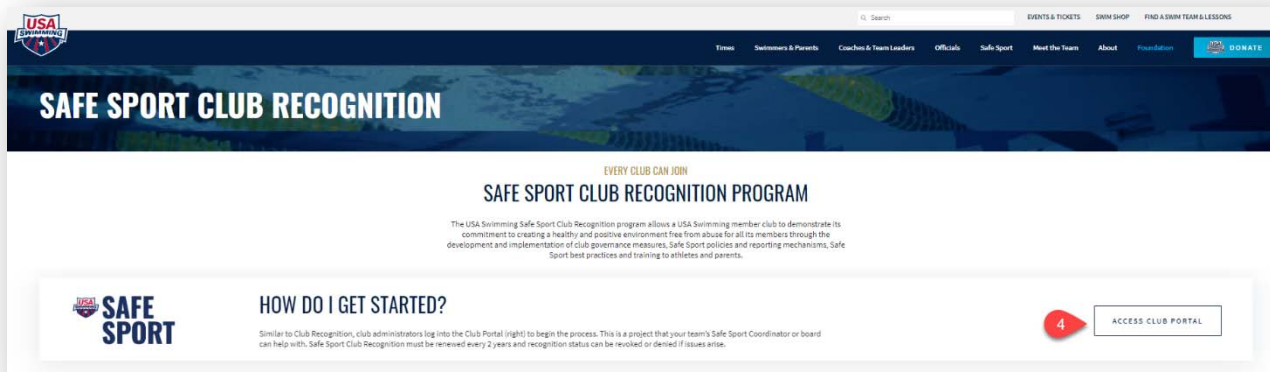 USA
SWIMMING
Search
EVENTS & TICKETS SWIM SHOP FIND A SWIM TEAM & LESSONS
Times Swimmers & Parents Coaches & Team Leaders Officials Safe Sport Meet the Team About Foundation DONATE
SAFE SPORT CLUB RECOGNITION
EVERY CLUB CAN JOIN
SAFE SPORT CLUB RECOGNITION PROGRAM
The USA Swimming Safe Sport Club Recognition program allows a USA Swimming member club to demonstrate its
commitment to creating a healthy and positive environment free from abuse for all its members through the
development and implementation of club governance measures, Safe Sport policies and reporting mechanisms, Safe
Sport best practices and training to athletes and parents.
USA SWIMMING SAFE
SPORT
HOW DO I GET STARTED?
Similar to Club Recognition, club administrators log into the Club Portal (right) to begin the process. This is a project that your team's Safe Sport Coordinator or board
can help with. Safe Sport Club Recognition must be renewed every 2 years and recognition status can be revoked or denied if issues arise.
4 ACCESS CLUB PORTAL